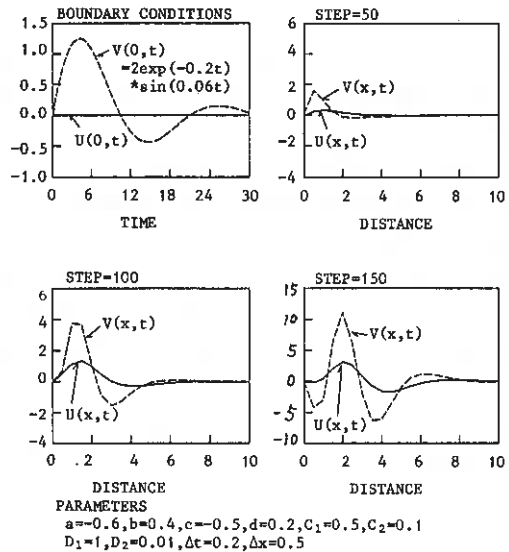 BOUNDARY CONDITIONS
1.5
1.0
0.5
0.0
-0.5
-1.0
V(0,t)
=2exp(-0.2t)
*sin(0.06t)
U(0,t)
0 6 12 18 24 30
TIME
STEP=50
6
4
2
0
-2
-4
V(x,t)
U(x,t)
0 2 4 6 8 10
DISTANCE
STEP=100
6
4
2
0
-2
-4
V(x,t)
U(x,t)
0 .2 4 6 8 10
DISTANCE
STEP=150
15
10
5
0
-5
-10
V(x,t)
U(x,t)
0 2 4 6 8 10
DISTANCE
PARAMETERS
a=-0.6,b=0.4,c=-0.5,d=0.2,C₁=0.5,C₂=0.1
D₁=1,D₂=0.01,Δt=0.2,Δx=0.5